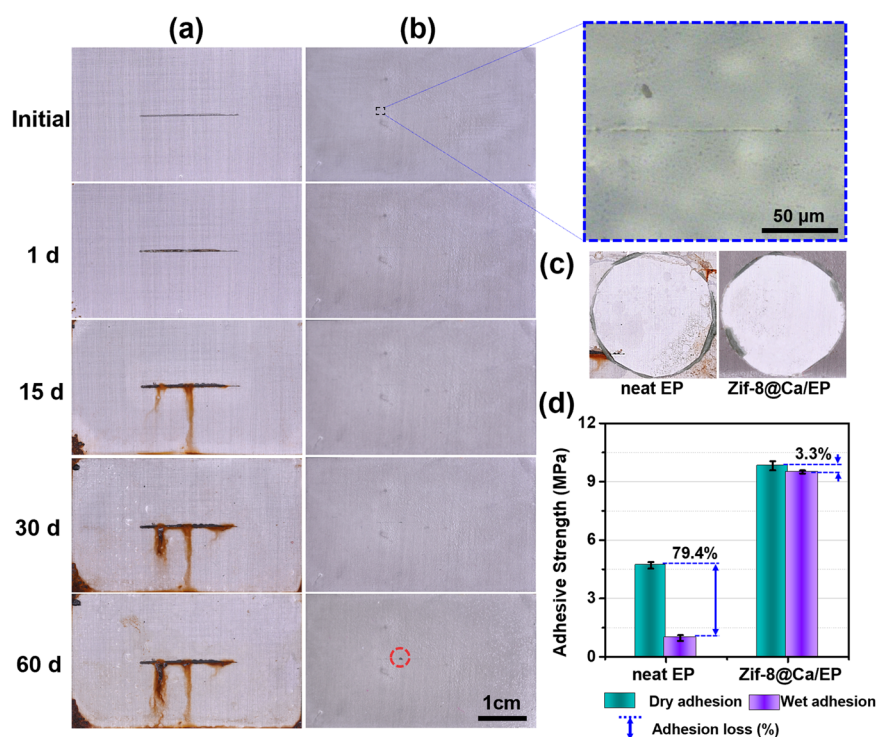 (a)
(b)
Initial
1 d
15 d
30 d
60 d
1cm
50 µm
(c)
neat EP
Zif-8@Ca/EP
(d)
Adhesive Strength (MPa)
12
9
6
3
0
79.4%
3.3%
neat EP
Zif-8@Ca/EP
Dry adhesion
Wet adhesion
Adhesion loss (%)